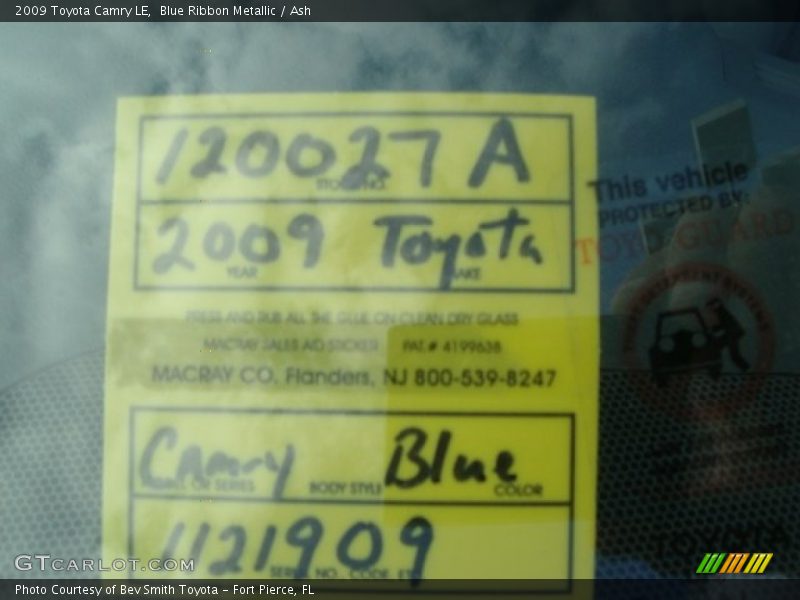 2009 Toyota Camry LE,  Blue Ribbon Metallic / Ash
120027 A
STOCK NO.
2009 Toyota
YEAR MAKE
PRESS AND RUB ALL THE GLUE ON CLEAN DRY GLASS
MACRAY SALES AID STICKER PAT.# 4199638
MACRAY CO. Flanders, NJ 800-539-8247
Camry Blue
BODY STYLE COLOR
1121909
This vehicle
PROTECTED BY:
TOYO GUARD
GTCARLOT.COM
Photo Courtesy of Bev Smith Toyota – Fort Pierce, FL